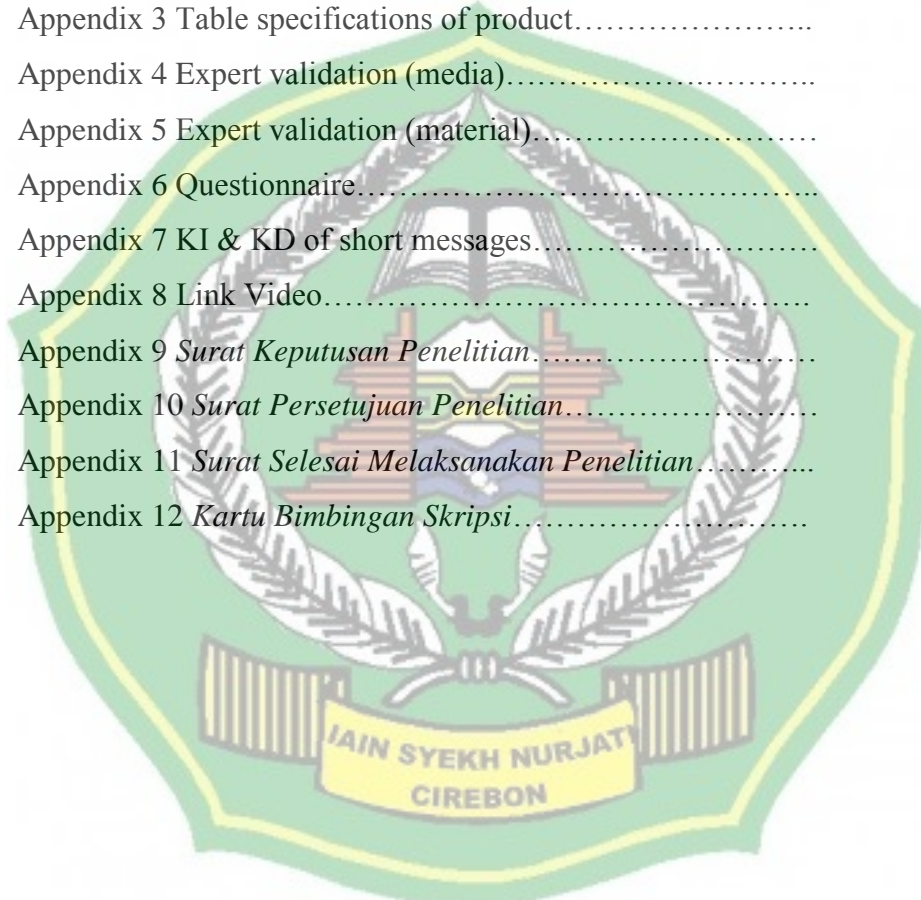 Appendix 3 Table specifications of product…………………..
Appendix 4 Expert validation (media)………………………..
Appendix 5 Expert validation (material)………………………
Appendix 6 Questionnaire……………………………………..
Appendix 7 KI & KD of short messages………………………
Appendix 8 Link Video……………………………………….
Appendix 9 Surat Keputusan Penelitian………………………
Appendix 10 Surat Persetujuan Penelitian……………………
Appendix 11 Surat Selesai Melaksanakan Penelitian………...
Appendix 12 Kartu Bimbingan Skripsi……………………….
IAIN SYEKH NURJATI
CIREBON